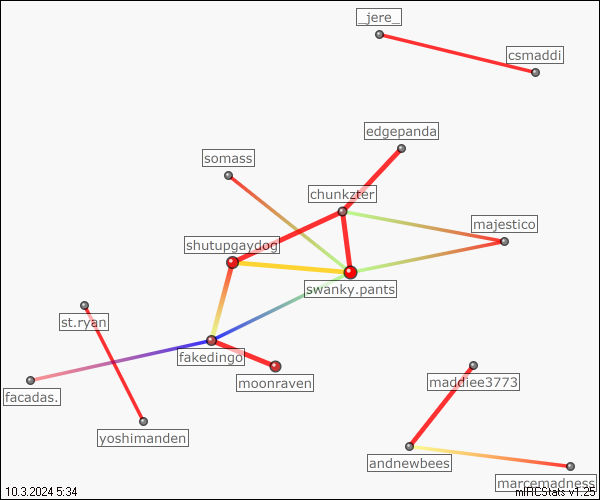 _jere_
csmaddi
edgepanda
somass
chunkzter
majestico
shutupgaydog
swanky.pants
st.ryan
fakedingo
moonraven
maddiee3773
facadas.
yoshimanden
andnewbees
marcemadness
10.3.2024 5:34
mIRCStats v1.25